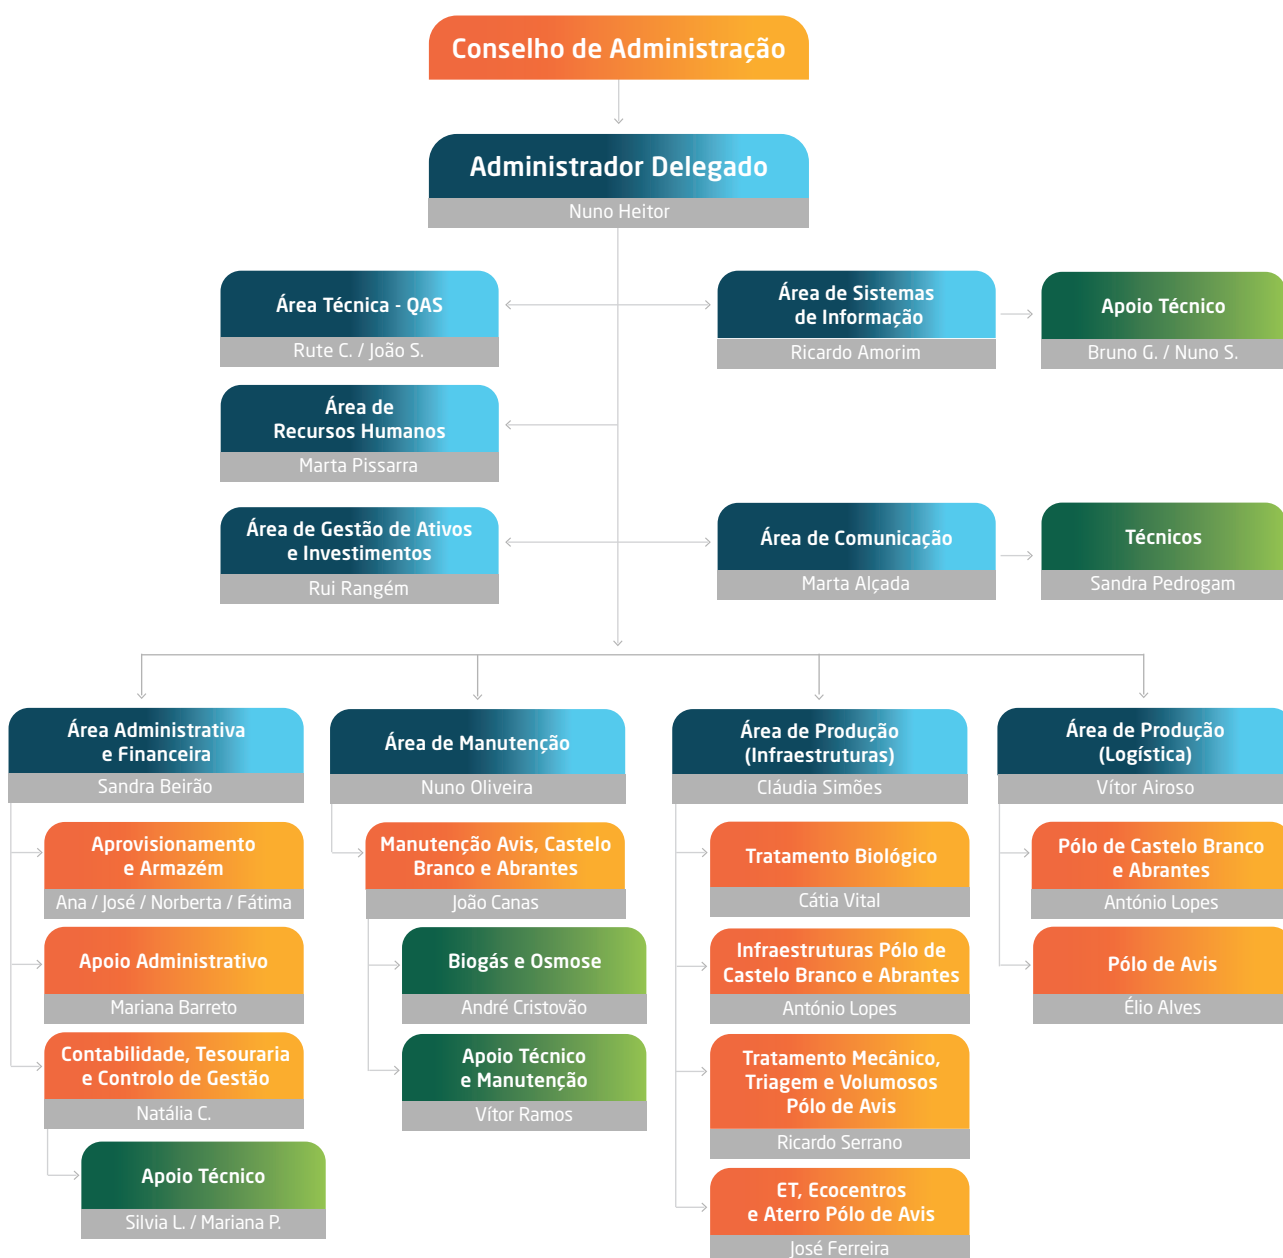 Conselho de Administração
Administrador Delegado
Nuno Heitor
Área Técnica - QAS
Rute C. / João S.
Área de Sistemas
de Informação
Ricardo Amorim
Apoio Técnico
Bruno G. / Nuno S.
Área de
Recursos Humanos
Marta Pissarra
Área de Gestão de Ativos
e Investimentos
Rui Rangém
Área de Comunicação
Marta Alçada
Técnicos
Sandra Pedrogam
Área Administrativa
e Financeira
Sandra Beirão
Aprovisionamento
e Armazém
Ana / José / Norberta / Fátima
Apoio Administrativo
Mariana Barreto
Contabilidade, Tesouraria
e Controlo de Gestão
Natália C.
Apoio Técnico
Silvia L. / Mariana P.
Área de Manutenção
Nuno Oliveira
Manutenção Avis, Castelo
Branco e Abrantes
João Canas
Biogás e Osmose
André Cristovão
Apoio Técnico
e Manutenção
Vítor Ramos
Área de Produção
(Infraestruturas)
Cláudia Simões
Tratamento Biológico
Cátia Vital
Infraestruturas Pólo de
Castelo Branco e Abrantes
António Lopes
Tratamento Mecânico,
Triagem e Volumosos
Pólo de Avis
Ricardo Serrano
ET, Ecocentros
e Aterro Pólo de Avis
José Ferreira
Área de Produção
(Logística)
Vítor Airoso
Pólo de Castelo Branco
e Abrantes
António Lopes
Pólo de Avis
Élio Alves